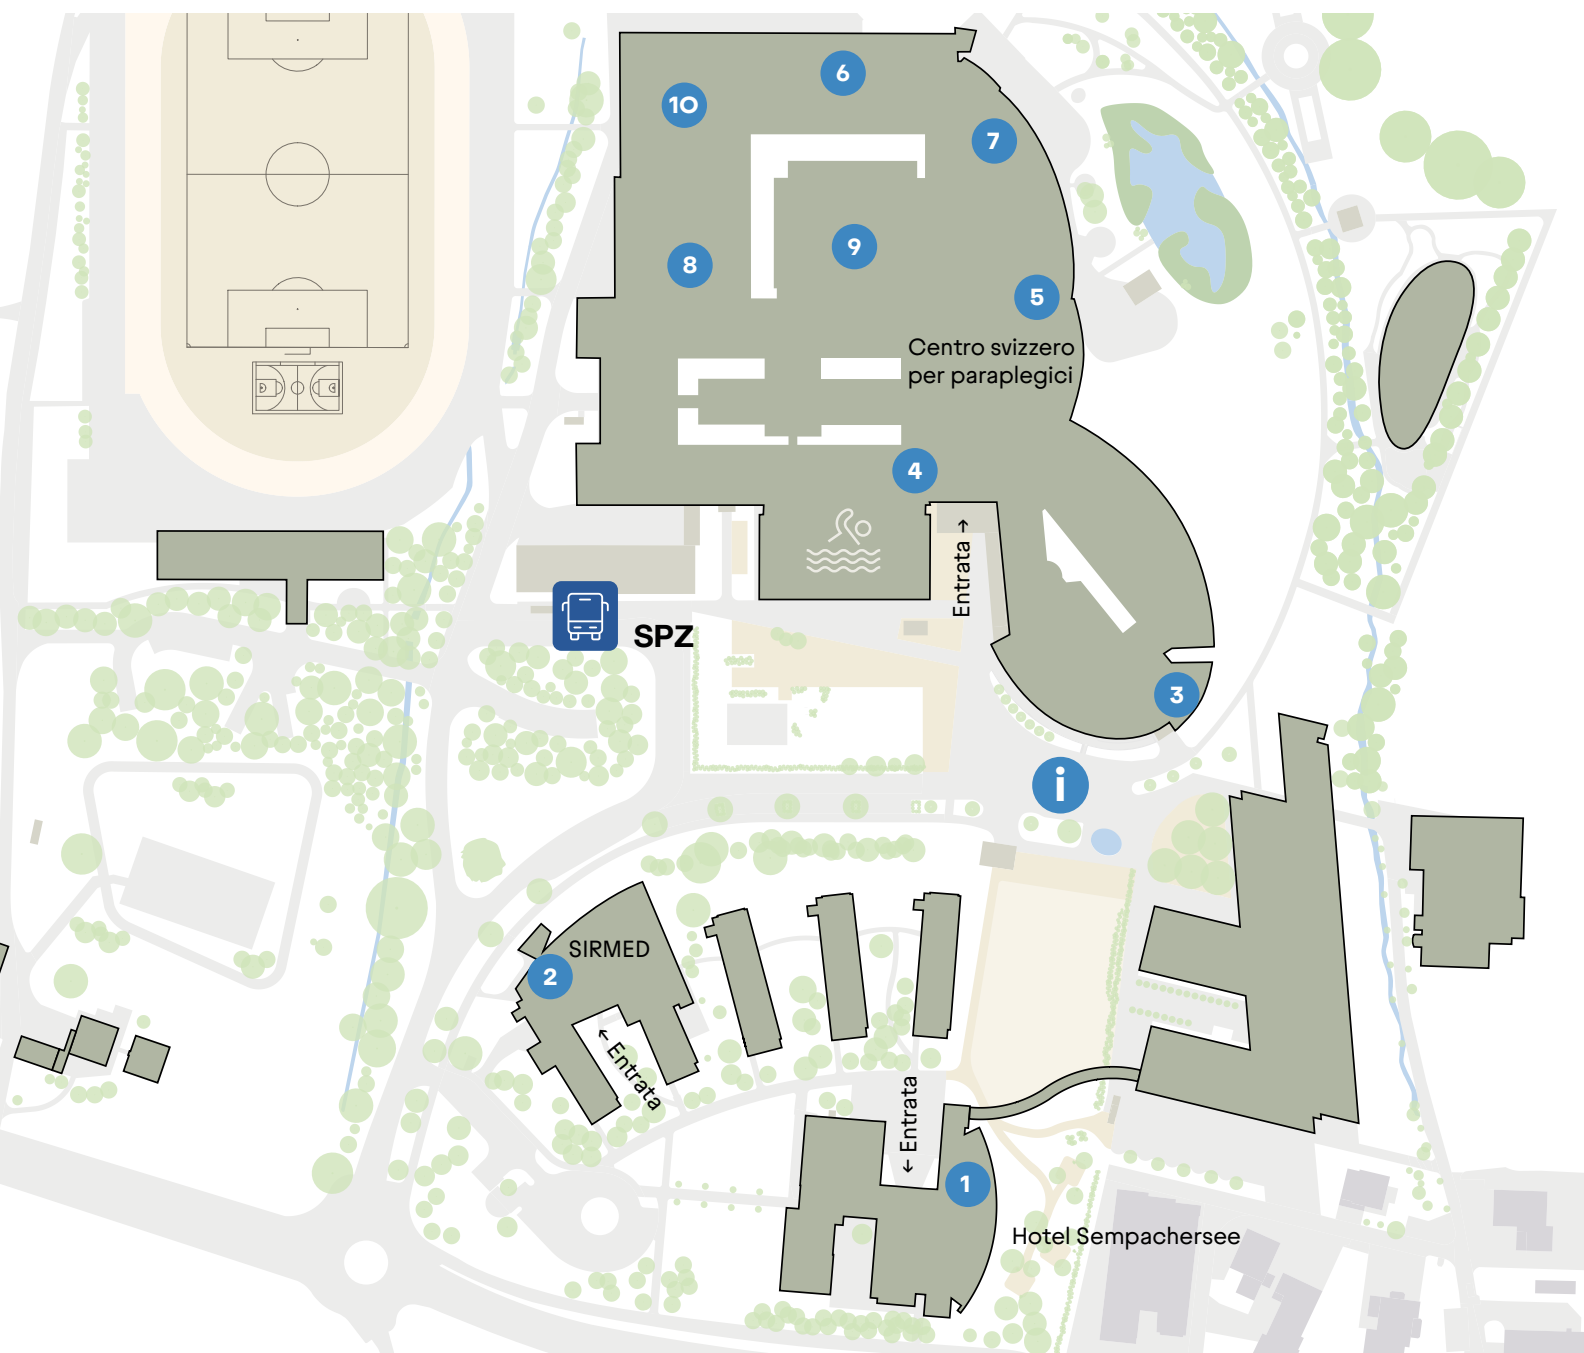 6
10
7
9
8
5
Centro svizzero
per paraplegici
4
Entrata →
SPZ
3
i
SIRMED
2
← Entrata
← Entrata
1
Hotel Sempachersee